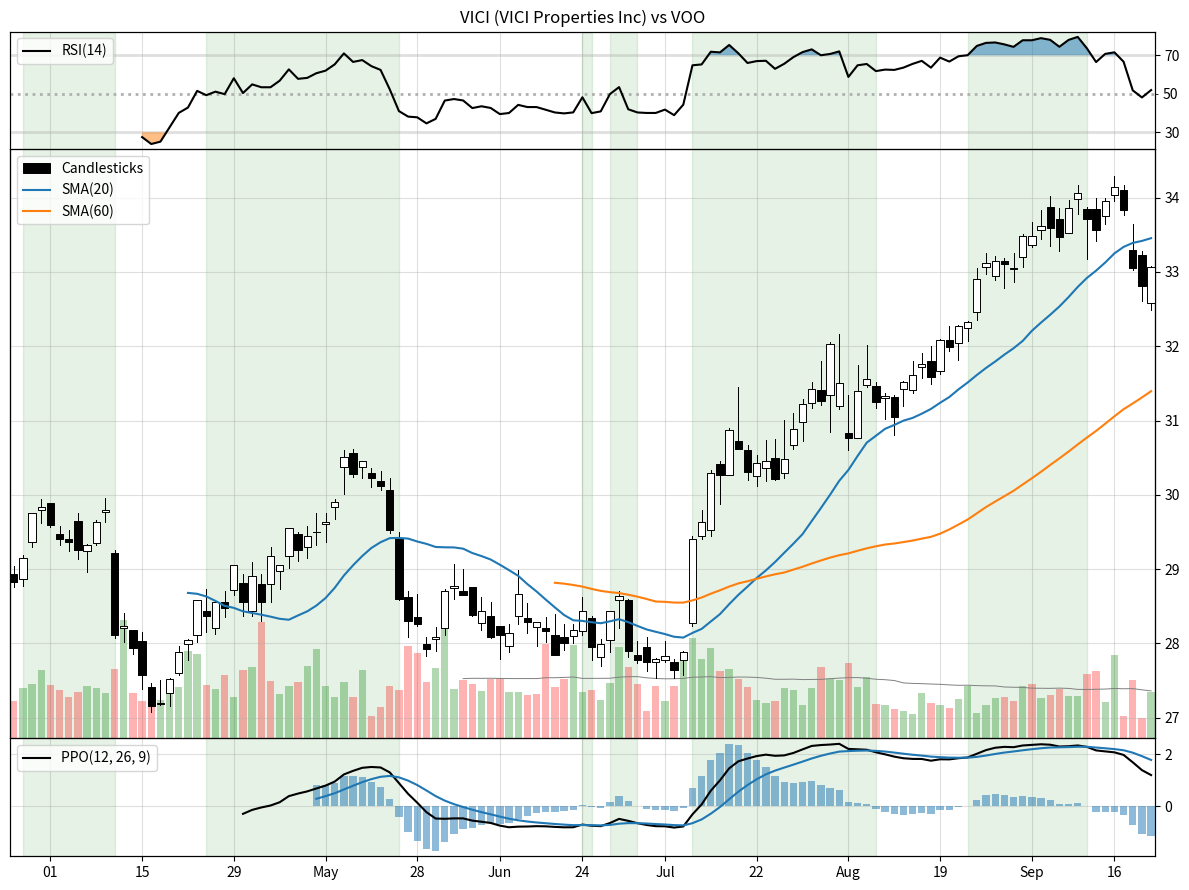 VICI (VICI Properties Inc) vs VOO
RSI(14)
70
50
30
Candlesticks
SMA(20)
SMA(60)
34
33
32
31
30
29
28
27
PPO(12, 26, 9)
2
0
01 15 29 May 28 Jun 24 Jul 22 Aug 19 Sep 16